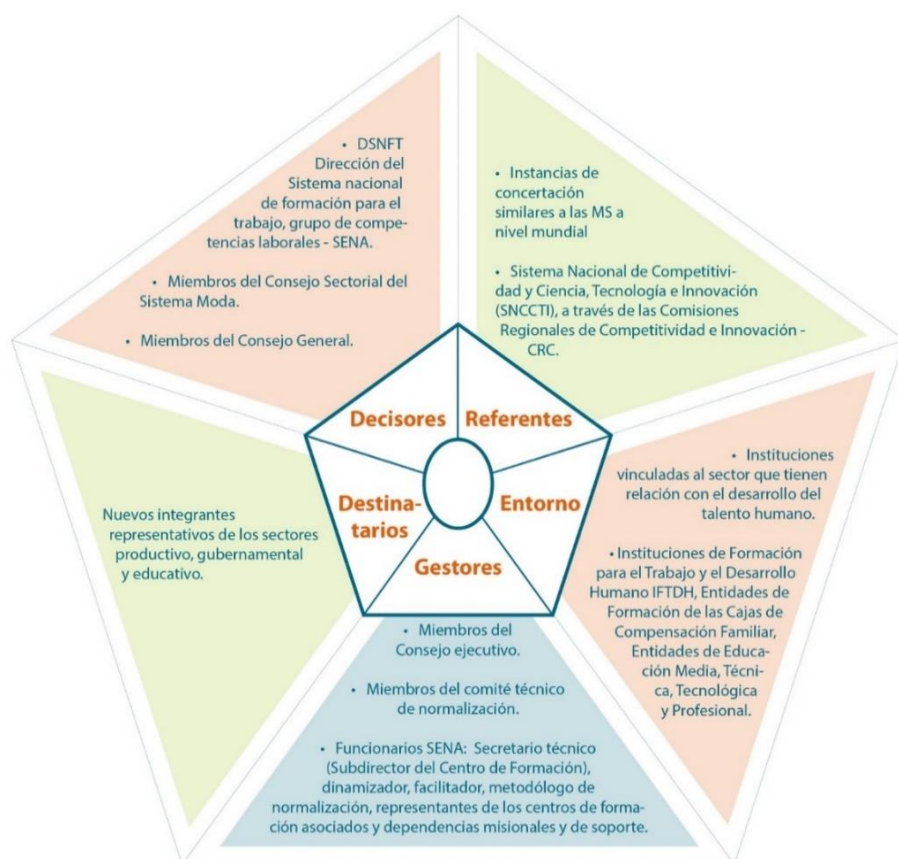 • DSNFT
Dirección del
Sistema nacional
de formación para el
trabajo, grupo de compe-
tencias laborales - SENA.
• Miembros del Consejo Sectorial del
Sistema Moda.
• Miembros del Consejo General.
• Instancias de
concertación
similares a las MS a
nivel mundial
• Sistema Nacional de Competitivi-
dad y Ciencia, Tecnología e Innovación
(SNCCTI), a través de las Comisiones
Regionales de Competitividad e Innovación -
CRC.
Decisores
Referentes
Destina-
tarios
Entorno
Gestores
Nuevos integrantes
representativos de los sectores
productivo, gubernamental
y educativo.
• Instituciones
vinculadas al sector que tienen
relación con el desarrollo del
talento humano.
• Instituciones de Formación
para el Trabajo y el Desarrollo
Humano IFTDH, Entidades de
Formación de las Cajas de
Compensación Familiar,
Entidades de Educa-
ción Media, Técni-
ca, Tecnológica
y Profesional.
• Miembros del
Consejo ejecutivo.
• Miembros del comité técnico
de normalización.
• Funcionarios SENA: Secretario técnico
(Subdirector del Centro de Formación),
dinamizador, facilitador, metodólogo de
normalización, representantes de los centros de forma-
ción asociados y dependencias misionales y de soporte.